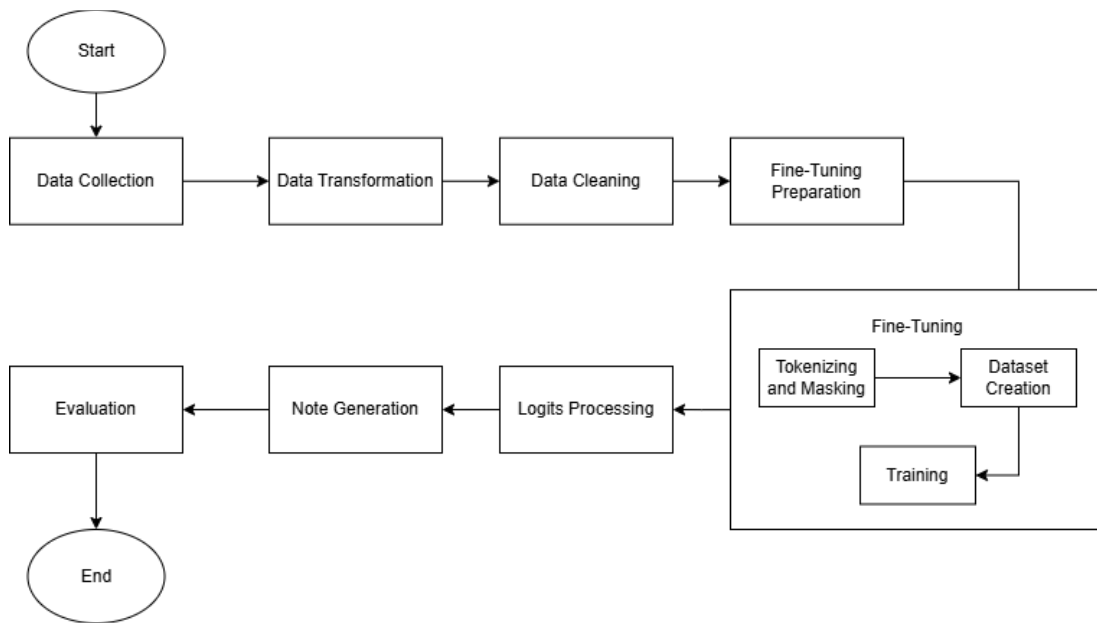 Start
Data Collection
Data Transformation
Data Cleaning
Fine-Tuning
Preparation
Fine-Tuning
Tokenizing
and Masking
Dataset
Creation
Training
Logits Processing
Note Generation
Evaluation
End